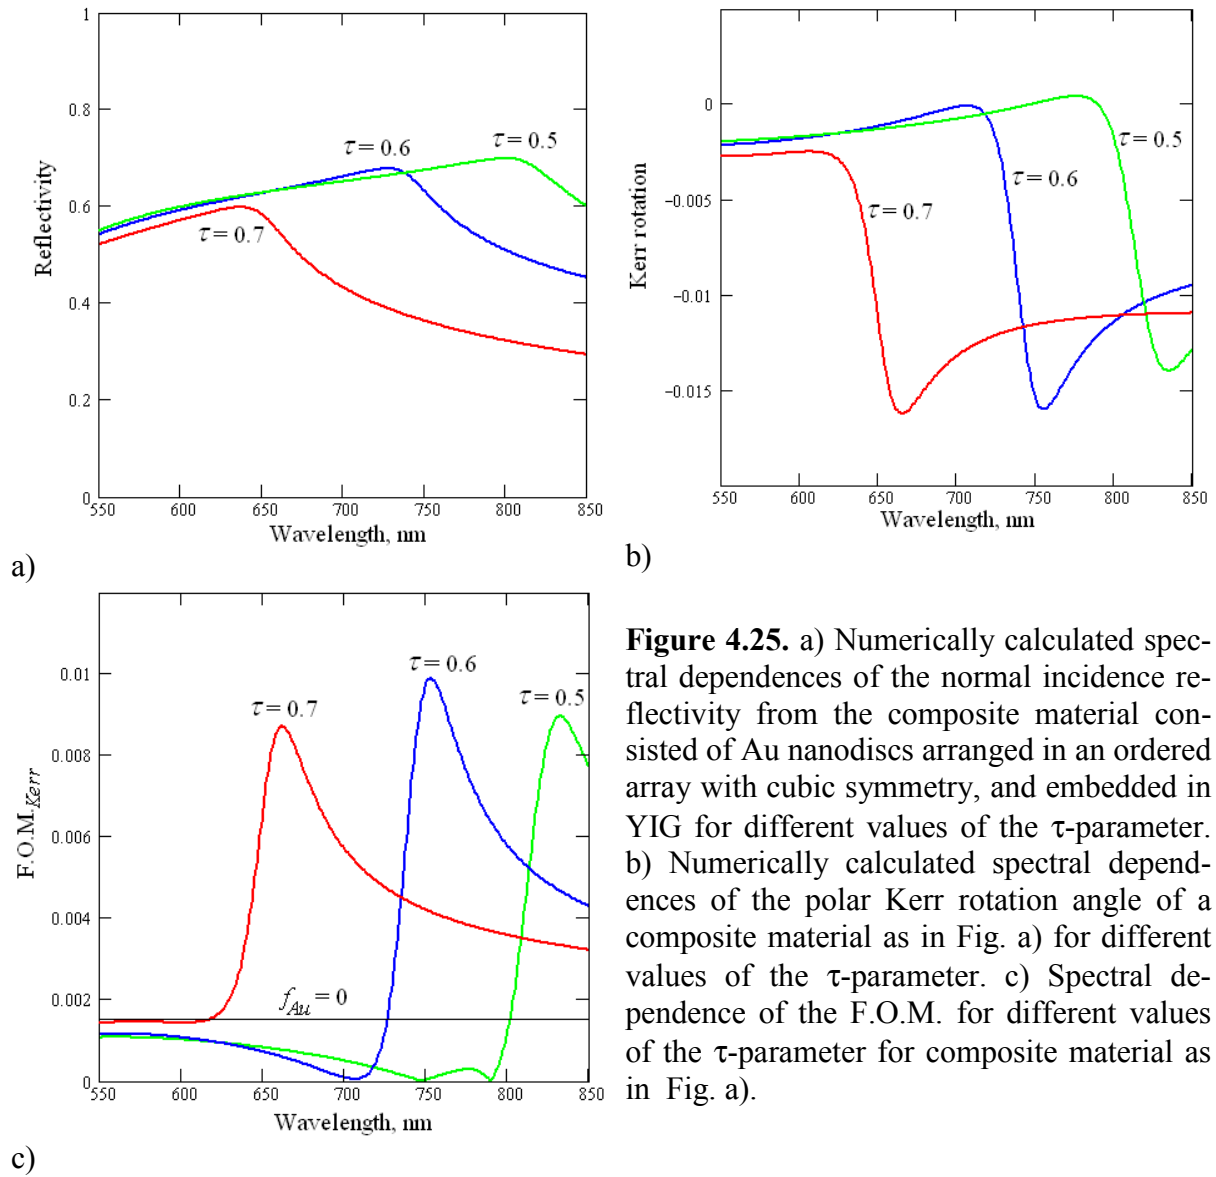 1
0.8
0.6
0.4
0.2
0
550
600
650
700
750
800
850
Reflectivity
Wavelength, nm
τ = 0.6
τ = 0.5
τ = 0.7
a)
0
−0.005
−0.01
−0.015
550
600
650
700
750
800
850
Kerr rotation
Wavelength, nm
τ = 0.5
τ = 0.6
τ = 0.7
b)
0.01
0.008
0.006
0.004
0.002
0
550
600
650
700
750
800
850
F.O.M.Kerr
Wavelength, nm
τ = 0.6
τ = 0.7
τ = 0.5
fAu = 0
c)
Figure 4.25. a) Numerically calculated spec-
tral dependences of the normal incidence re-
flectivity from the composite material con-
sisted of Au nanodiscs arranged in an ordered
array with cubic symmetry, and embedded in
YIG for different values of the τ-parameter.
b) Numerically calculated spectral depend-
ences of the polar Kerr rotation angle of a
composite material as in Fig. a) for different
values of the τ-parameter. c) Spectral de-
pendence of the F.O.M. for different values
of the τ-parameter for composite material as
in Fig. a).